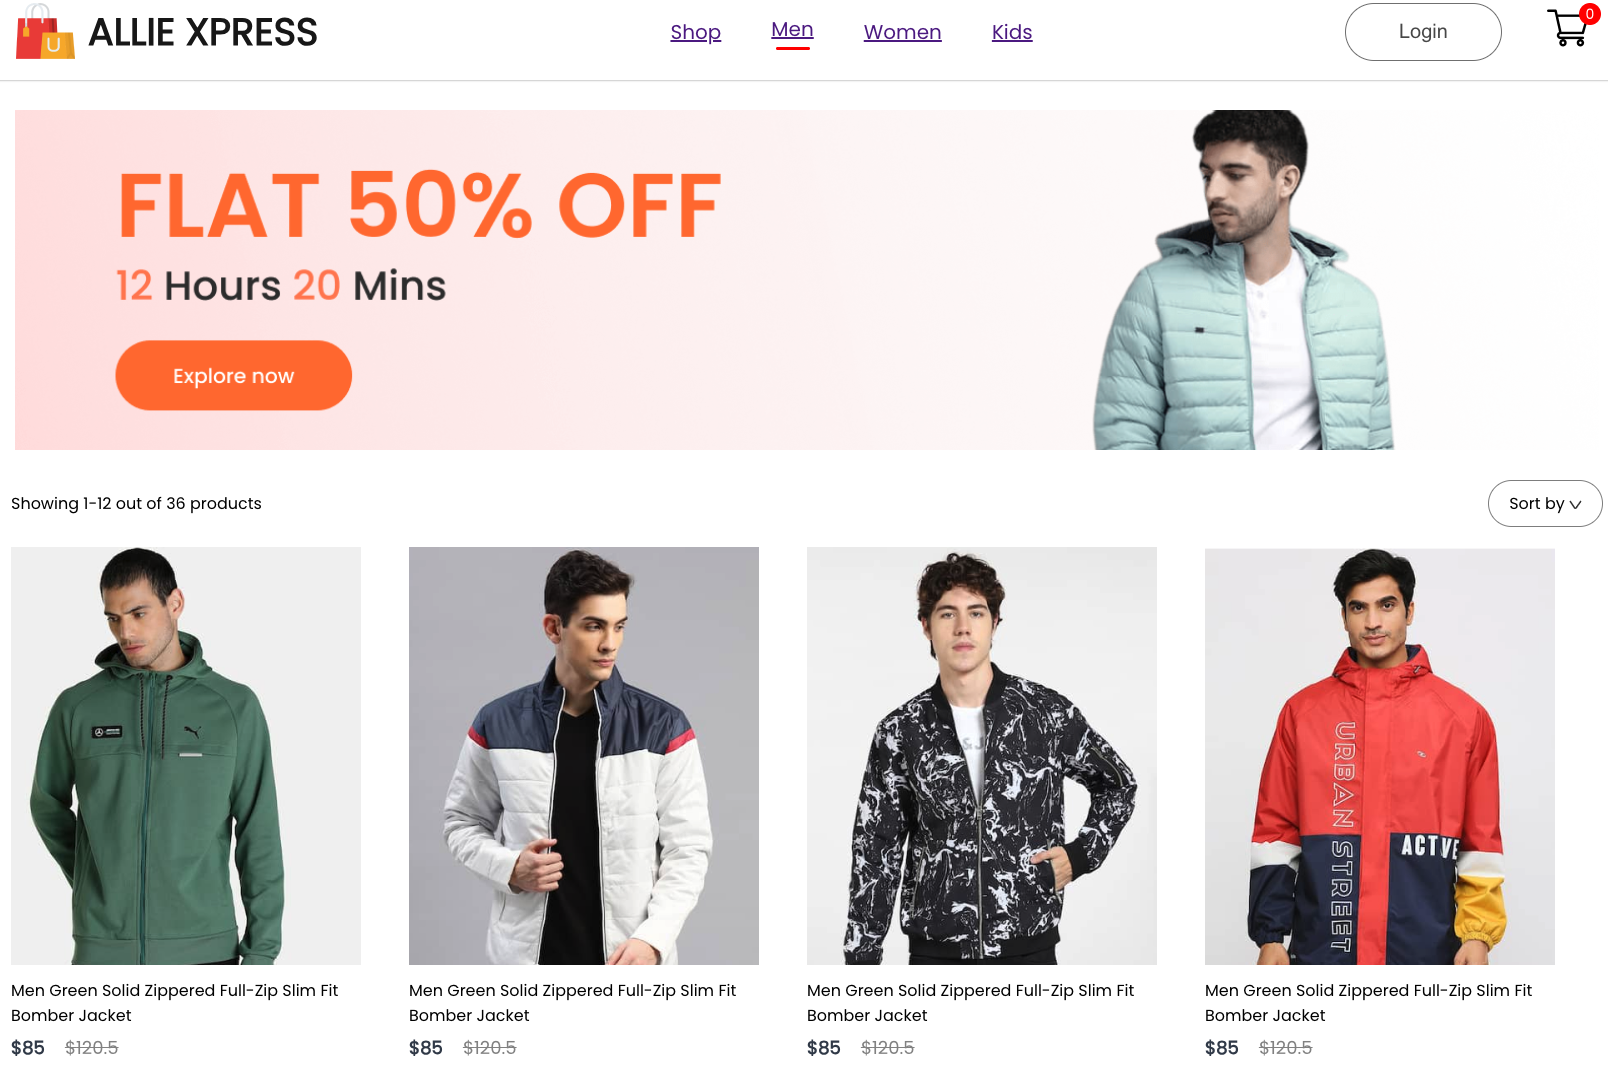 ALLIE XPRESS
Shop
Men
Women
Kids
Login
0
FLAT 50% OFF
12 Hours 20 Mins
Explore now
Showing 1-12 out of 36 products
Sort by
URBAN STREET
ACTIVE
Men Green Solid Zippered Full-Zip Slim Fit
Bomber Jacket
$85 $120.5
Men Green Solid Zippered Full-Zip Slim Fit
Bomber Jacket
$85 $120.5
Men Green Solid Zippered Full-Zip Slim Fit
Bomber Jacket
$85 $120.5
Men Green Solid Zippered Full-Zip Slim Fit
Bomber Jacket
$85 $120.5